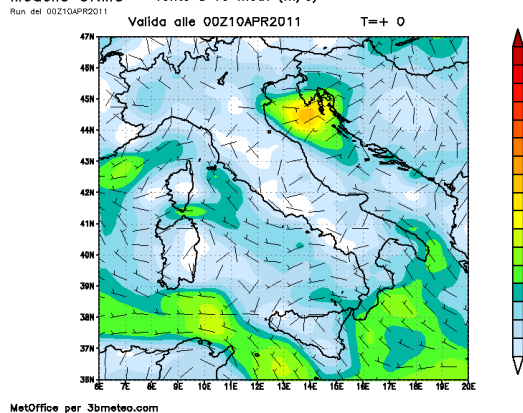 Run del 00Z10APR2011
Valida alle 00Z10APR2011 T=+ 0
47N
46N
45N
44N
43N
42N
41N
40N
39N
38N
37N
36N
6E 7E 8E 9E 10E 11E 12E 13E 14E 15E 16E 17E 18E 19E 20E
MetOffice per 3bmeteo.com